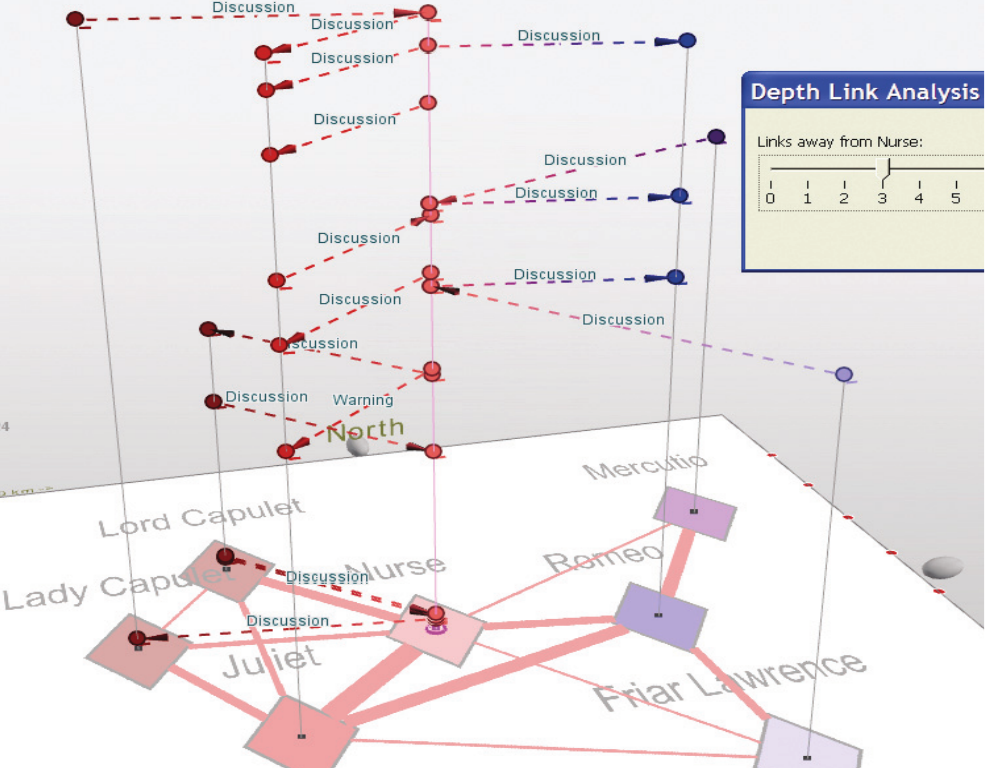 Discussion
Discussion
Discussion
Discussion
Depth Link Analysis
Discussion
Links away from Nurse:
Discussion
Discussion
0 1 2 3 4 5
Discussion
Discussion
Discussion
Discussion
scussion
Discussion
Warning
North
4
Mercutio
Lord Capulet
Romeo
Nurse
Discussion
Lady Capulet
Discussion
Juliet
Friar Lawrence